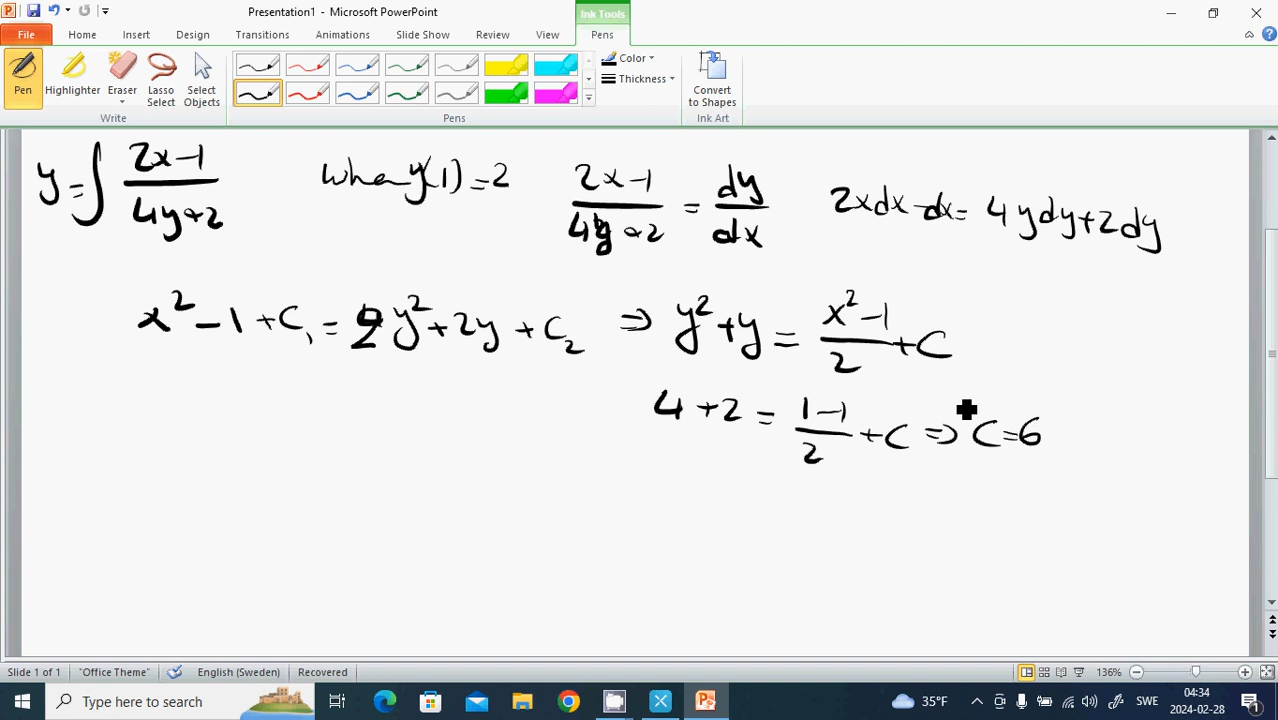 Presentation1 - Microsoft PowerPoint
Ink Tools
File Home Insert Design Transitions Animations Slide Show Review View Pens
Pen
Highlighter
Eraser
Lasso Select
Select Objects
Color
Thickness
Convert to Shapes
Write
Pens
Ink Art
y=∫ (2x-1)/(4y+2) when y(1)=2 (2x-1)/(4y+2) = dy/dx 2xdx-dx= 4ydy+2dy
x²-1+C₁= 2y²+2y+C₂ ⇒ y²+y = (x²-1)/2+C
4+2 = (1-1)/2+C ⇒ C=6
Slide 1 of 1 "Office Theme" English (Sweden) Recovered 136%
Type here to search 35°F SWE 04:34
2024-02-28